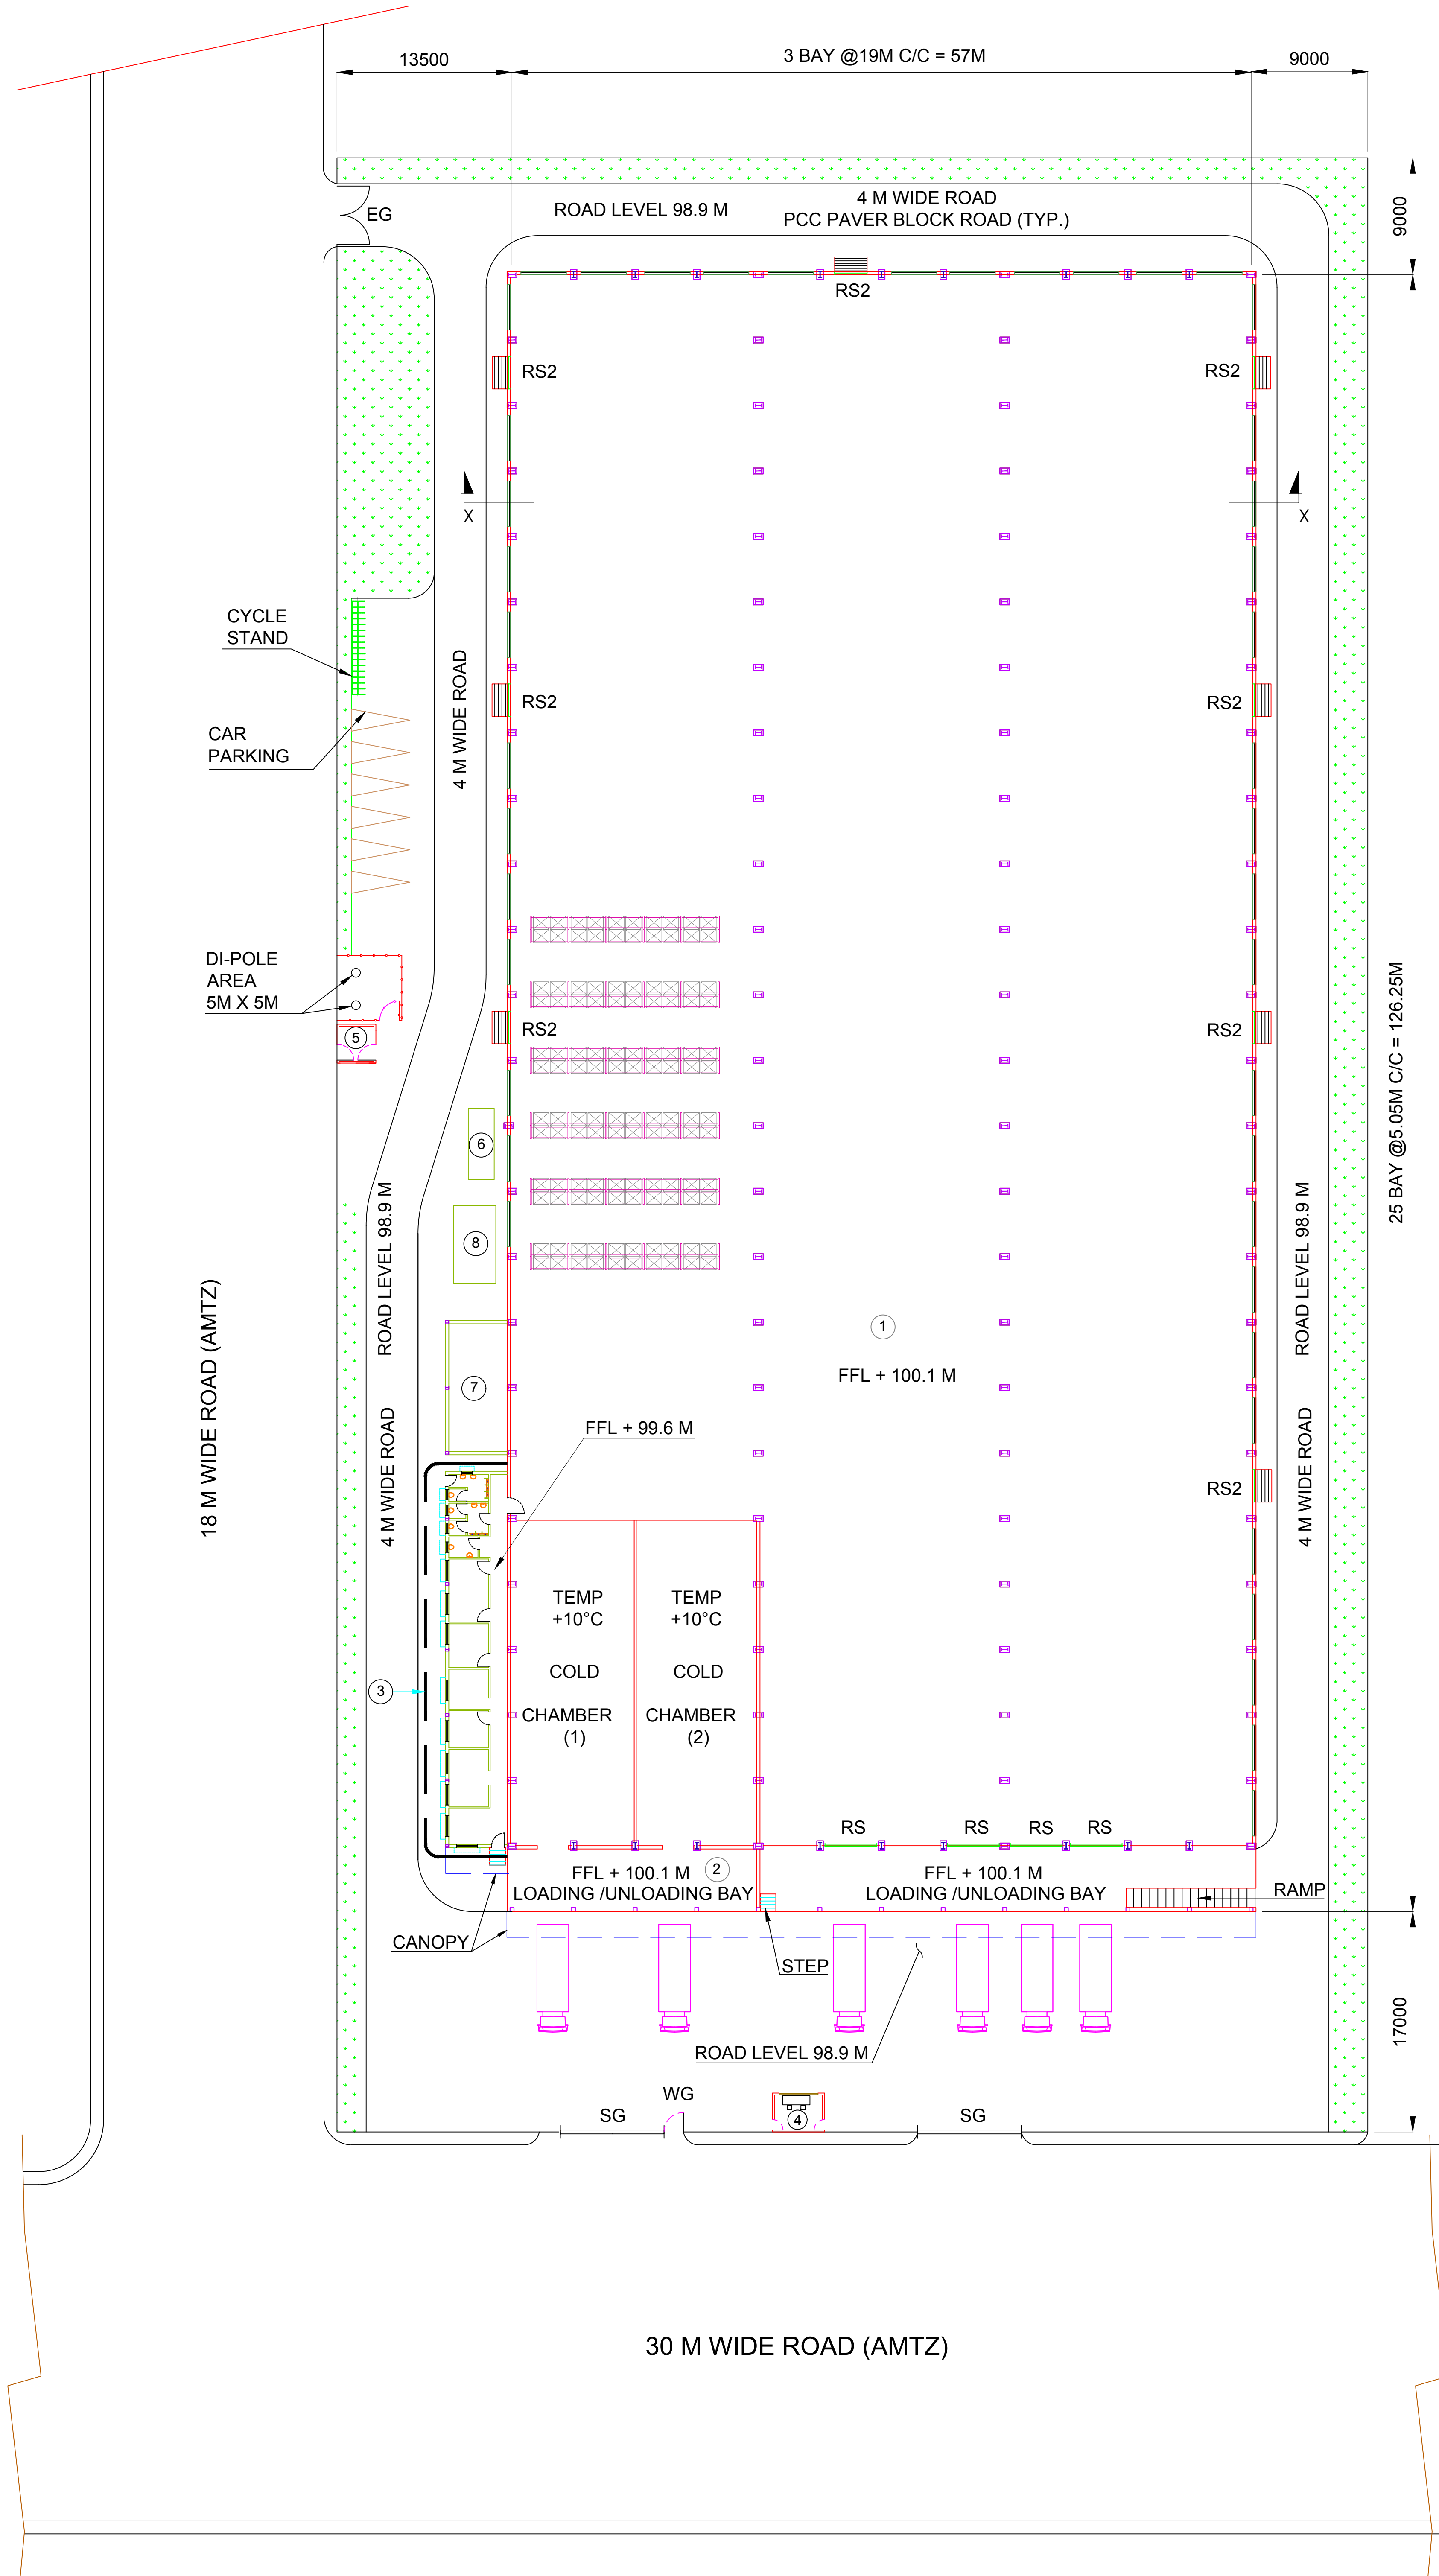 13500
3 BAY @19M C/C = 57M
9000
EG
ROAD LEVEL 98.9 M
4 M WIDE ROAD
PCC PAVER BLOCK ROAD (TYP.)
9000
RS2
RS2
RS2
X
X
CYCLE
STAND
4 M WIDE ROAD
RS2
RS2
CAR
PARKING
DI-POLE
AREA
5M X 5M
5
RS2
RS2
25 BAY @5.05M C/C = 126.25M
6
8
ROAD LEVEL 98.9 M
ROAD LEVEL 98.9 M
18 M WIDE ROAD (AMTZ)
1
FFL + 100.1 M
7
FFL + 99.6 M
4 M WIDE ROAD
4 M WIDE ROAD
RS2
TEMP
+10°C
COLD
CHAMBER
(1)
TEMP
+10°C
COLD
CHAMBER
(2)
3
RS
RS
RS
RS
FFL + 100.1 M
2
LOADING /UNLOADING BAY
FFL + 100.1 M
LOADING /UNLOADING BAY
RAMP
CANOPY
STEP
17000
ROAD LEVEL 98.9 M
WG
SG
4
SG
30 M WIDE ROAD (AMTZ)